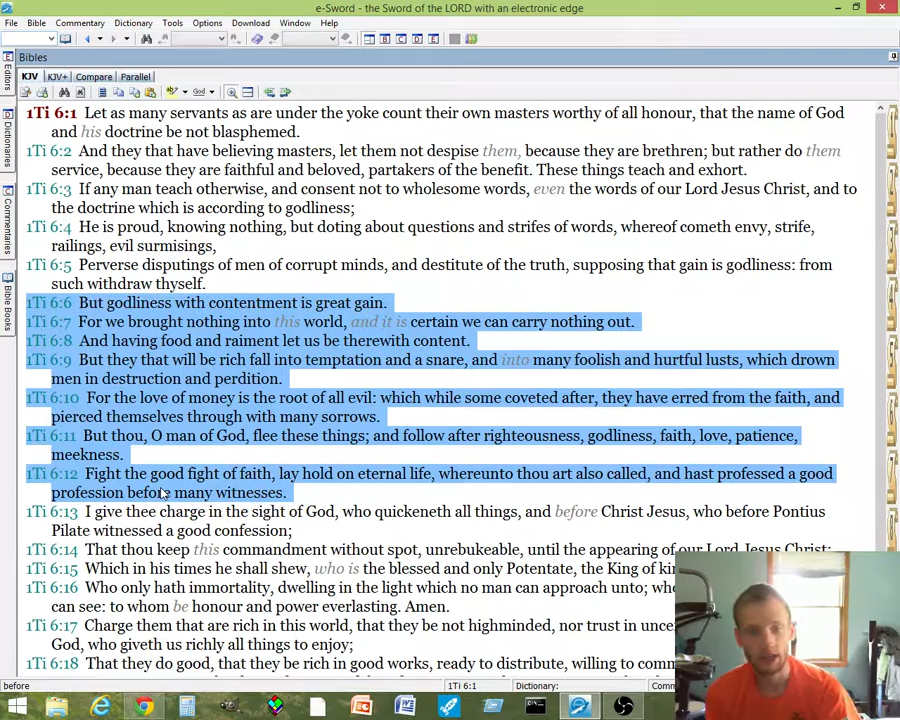 e-Sword - the Sword of the LORD with an electronic edge
File Bible Commentary Dictionary Tools Options Download Window Help
B C D E
Bibles
KJV KJV+ Compare Parallel
Editors
Dictionaries
Commentaries
Bible Books
1Ti 6:1 Let as many servants as are under the yoke count their own masters worthy of all honour, that the name of God
and his doctrine be not blasphemed.
1Ti 6:2 And they that have believing masters, let them not despise them, because they are brethren; but rather do them
service, because they are faithful and beloved, partakers of the benefit. These things teach and exhort.
1Ti 6:3 If any man teach otherwise, and consent not to wholesome words, even the words of our Lord Jesus Christ, and to
the doctrine which is according to godliness;
1Ti 6:4 He is proud, knowing nothing, but doting about questions and strifes of words, whereof cometh envy, strife,
railings, evil surmisings,
1Ti 6:5 Perverse disputings of men of corrupt minds, and destitute of the truth, supposing that gain is godliness: from
such withdraw thyself.
1Ti 6:6 But godliness with contentment is great gain.
1Ti 6:7 For we brought nothing into this world, and it is certain we can carry nothing out.
1Ti 6:8 And having food and raiment let us be therewith content.
1Ti 6:9 But they that will be rich fall into temptation and a snare, and into many foolish and hurtful lusts, which drown
men in destruction and perdition.
1Ti 6:10 For the love of money is the root of all evil: which while some coveted after, they have erred from the faith, and
pierced themselves through with many sorrows.
1Ti 6:11 But thou, O man of God, flee these things; and follow after righteousness, godliness, faith, love, patience,
meekness.
1Ti 6:12 Fight the good fight of faith, lay hold on eternal life, whereunto thou art also called, and hast professed a good
profession before many witnesses.
1Ti 6:13 I give thee charge in the sight of God, who quickeneth all things, and before Christ Jesus, who before Pontius
Pilate witnessed a good confession;
1Ti 6:14 That thou keep this commandment without spot, unrebukeable, until the appearing of our Lord Jesus Christ:
1Ti 6:15 Which in his times he shall shew, who is the blessed and only Potentate, the King of
1Ti 6:16 Who only hath immortality, dwelling in the light which no man can approach unto;
can see: to whom be honour and power everlasting. Amen.
1Ti 6:17 Charge them that are rich in this world, that they be not highminded, nor trust in
God, who giveth us richly all things to enjoy;
1Ti 6:18 That they do good, that they be rich in good works, ready to distribute, willing to
before 1Ti 6:1 Dictionary: